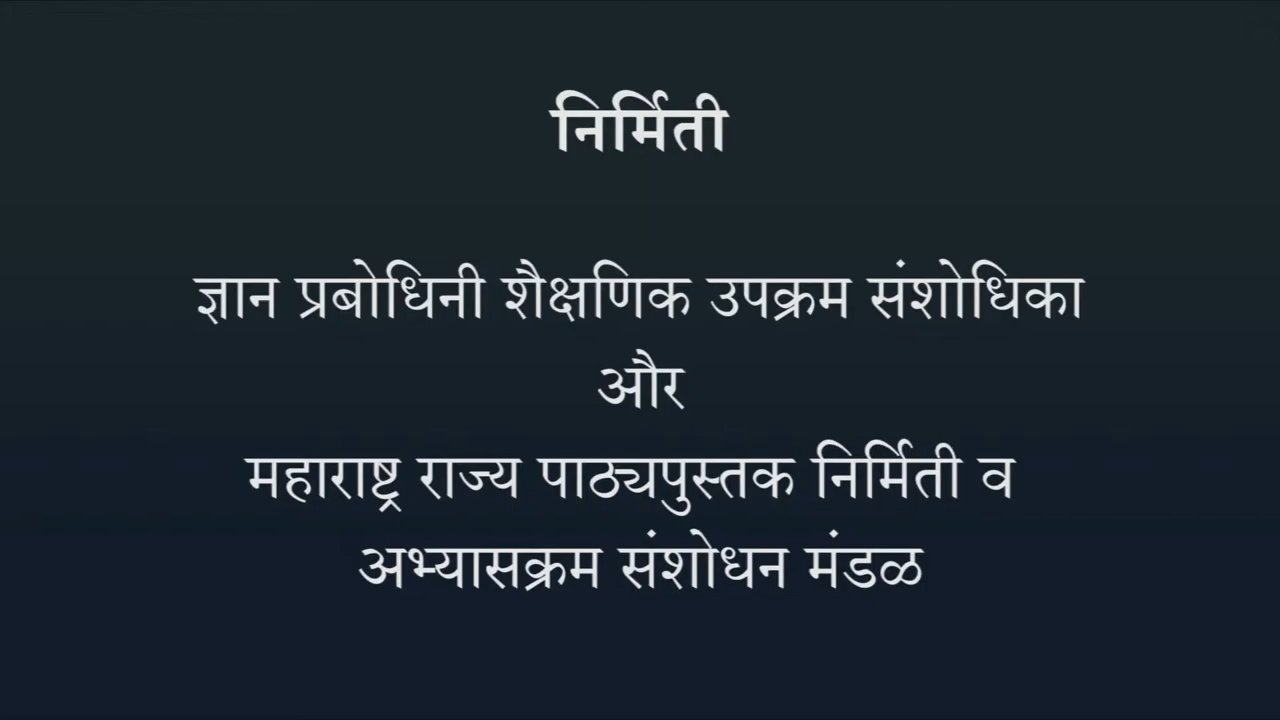 निर्मिती
ज्ञान प्रबोधिनी शैक्षणिक उपक्रम संशोधिका
और
महाराष्ट्र राज्य पाठ्यपुस्तक निर्मिती व
अभ्यासक्रम संशोधन मंडळ